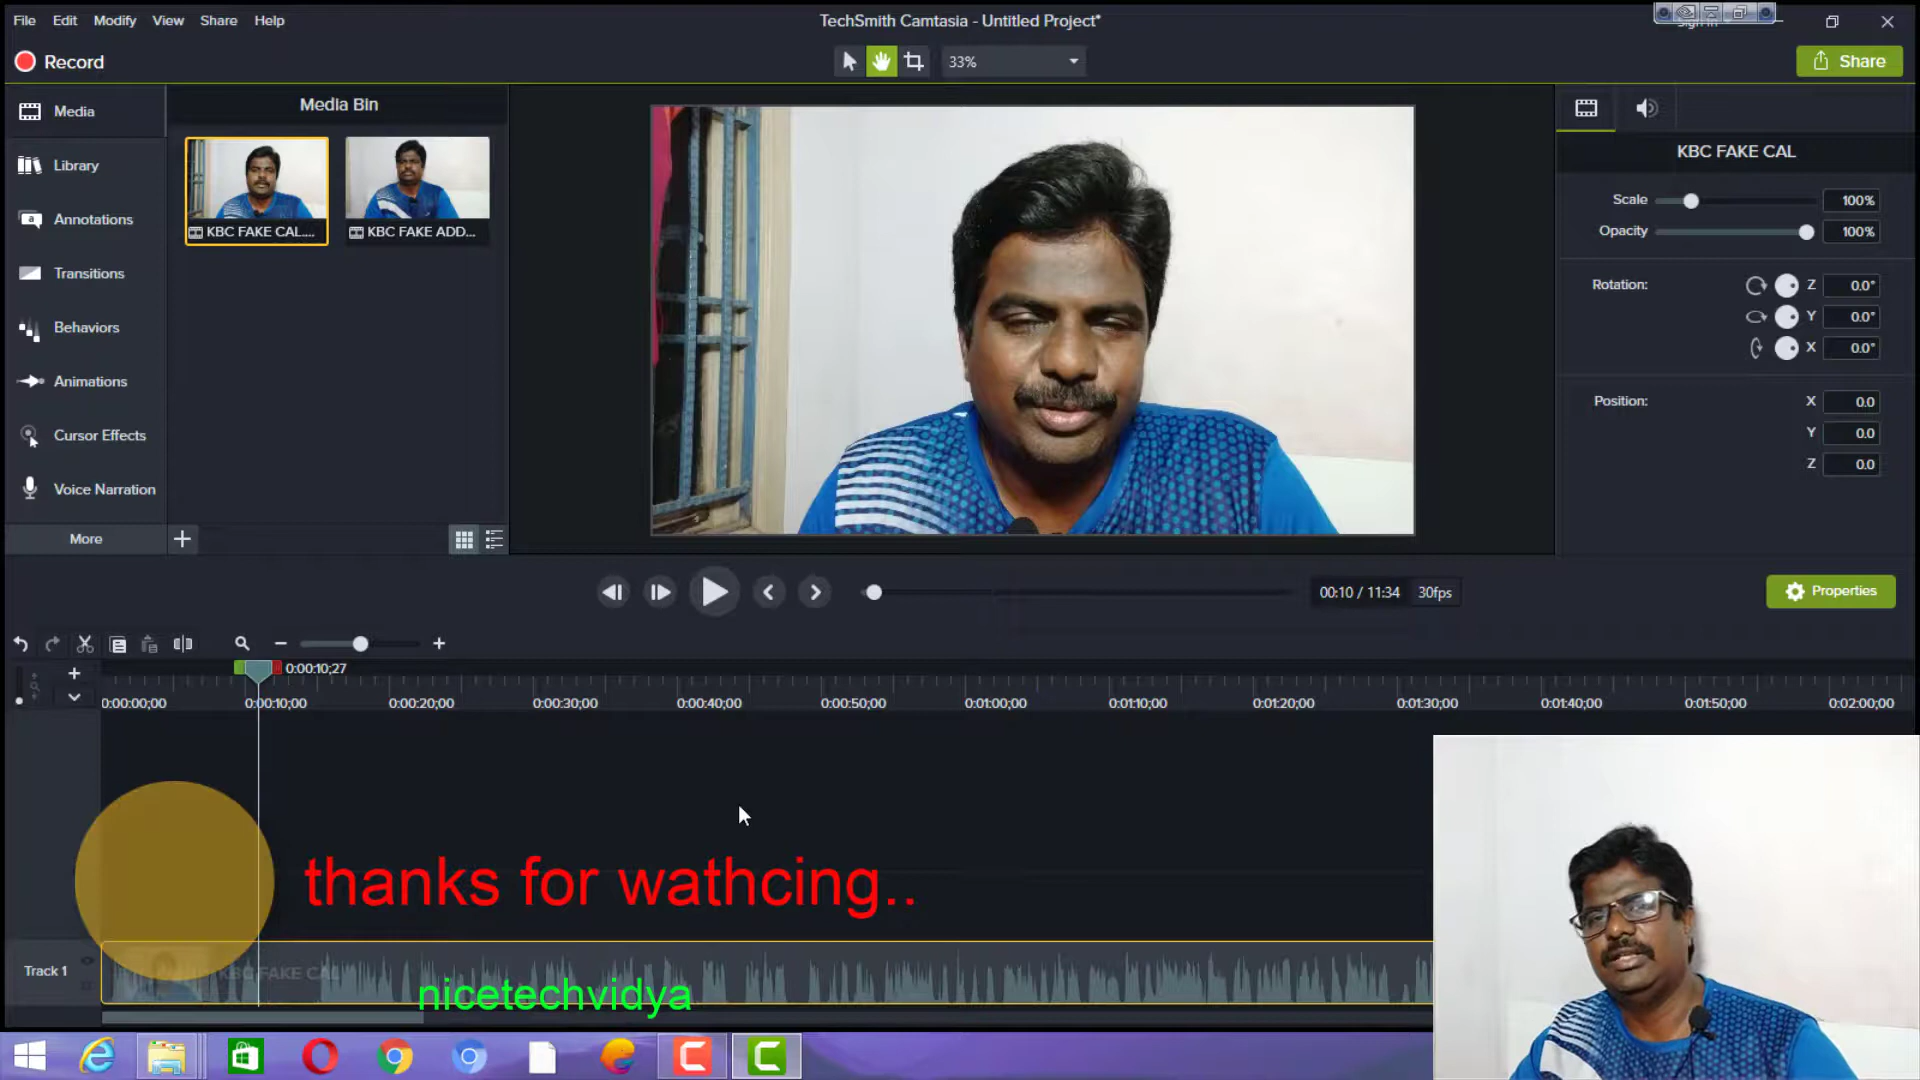 File Edit Modify View Share Help
TechSmith Camtasia - Untitled Project*
Record
33%
Share
Media
Library
Annotations
Transitions
Behaviors
Animations
Cursor Effects
Voice Narration
More
Media Bin
KBC FAKE CAL....
KBC FAKE ADD...
KBC FAKE CAL
Scale 100%
Opacity 100%
Rotation: Z 0.0°
Y 0.0°
X 0.0°
Position: X 0.0
Y 0.0
Z 0.0
00:10 / 11:34 30fps
Properties
0:00:10;27
0:00:00;00 0:00:10;00 0:00:20;00 0:00:30;00 0:00:40;00 0:00:50;00 0:01:00;00 0:01:10;00 0:01:20;00 0:01:30;00 0:01:40;00 0:01:50;00 0:02:00;00
thanks for wathcing..
Track 1
KBC FAKE CAL
nicetechvidya